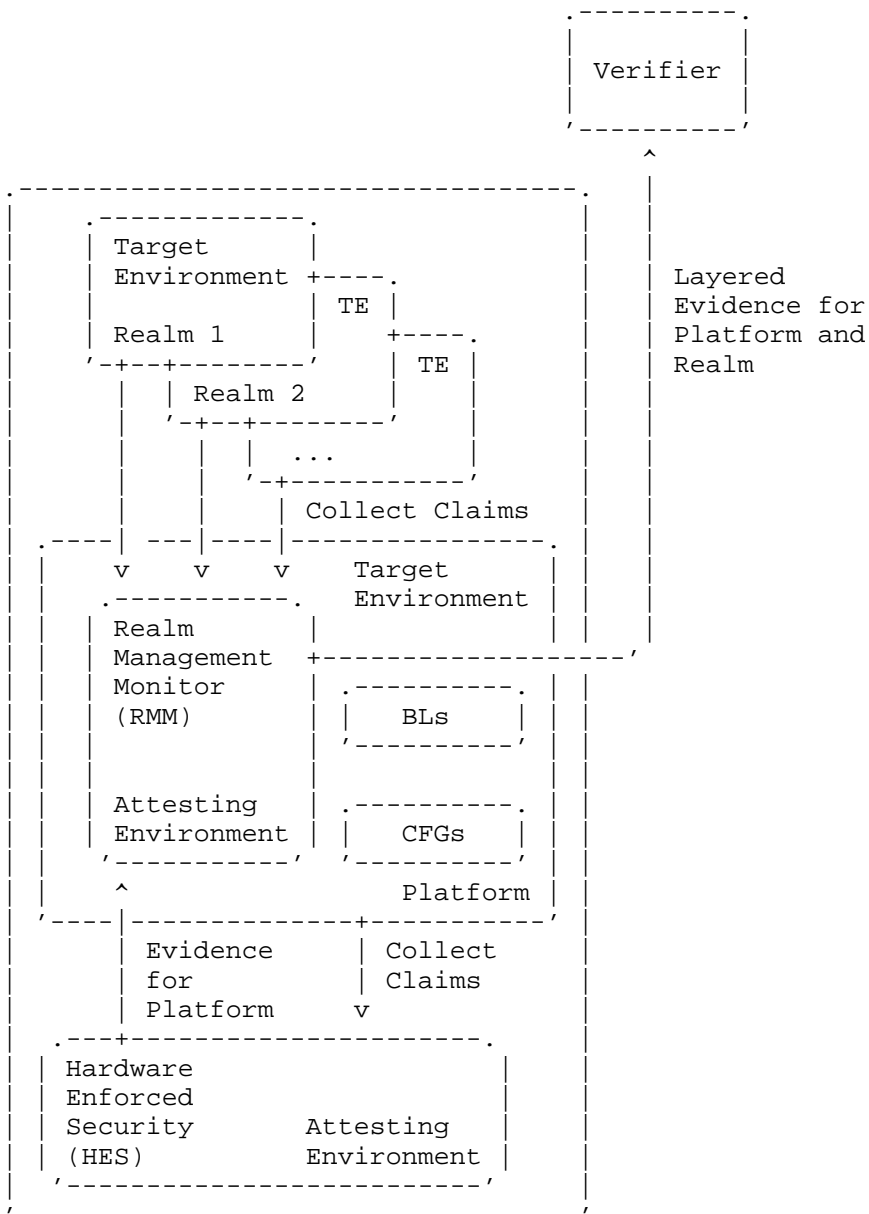 Verifier
Target
Environment
Layered
TE
Evidence for
Realm 1
Platform and
TE
Realm
Realm 2
...
Collect Claims
v v v Target
Environment
Realm
Management
Monitor
(RMM) BLs
Attesting
Environment CFGs
Platform
Evidence Collect
for Claims
Platform v
Hardware
Enforced
Security Attesting
(HES) Environment